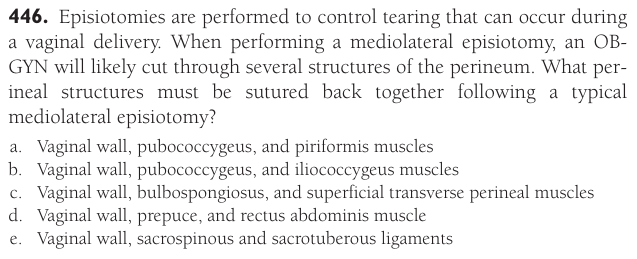 446. Episiotomies are performed to control tearing that can occur during
a vaginal delivery. When performing a mediolateral episiotomy, an OB-
GYN will likely cut through several structures of the perineum. What per-
ineal structures must be sutured back together following a typical
mediolateral episiotomy?
a. Vaginal wall, pubococcygeus, and piriformis muscles
b. Vaginal wall, pubococcygeus, and iliococcygeus muscles
c. Vaginal wall, bulbospongiosus, and superficial transverse perineal muscles
d. Vaginal wall, prepuce, and rectus abdominis muscle
e. Vaginal wall, sacrospinous and sacrotuberous ligaments